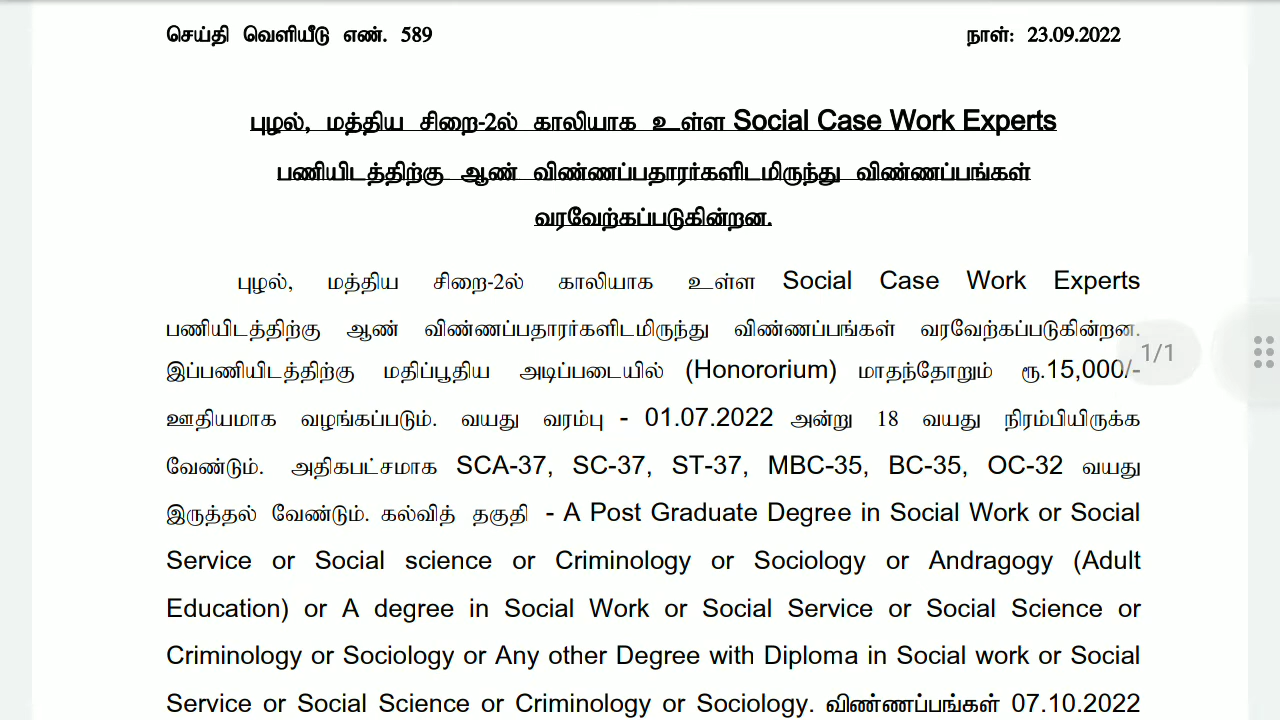 செய்தி வெளியீடு எண். 589 நாள்: 23.09.2022
புழல், மத்திய சிறை-2ல் காலியாக உள்ள Social Case Work Experts
பணியிடத்திற்கு ஆண் விண்ணப்பதாரர்களிடமிருந்து விண்ணப்பங்கள்
வரவேற்கப்படுகின்றன.
புழல், மத்திய சிறை-2ல் காலியாக உள்ள Social Case Work Experts
பணியிடத்திற்கு ஆண் விண்ணப்பதாரர்களிடமிருந்து விண்ணப்பங்கள் வரவேற்கப்படுகின்றன.
1/1
இப்பணியிடத்திற்கு மதிப்பூதிய அடிப்படையில் (Honororium) மாதந்தோறும் ரூ.15,000/-
ஊதியமாக வழங்கப்படும். வயது வரம்பு - 01.07.2022 அன்று 18 வயது நிரம்பியிருக்க
வேண்டும். அதிகபட்சமாக SCA-37, SC-37, ST-37, MBC-35, BC-35, OC-32 வயது
இருத்தல் வேண்டும். கல்வித் தகுதி - A Post Graduate Degree in Social Work or Social
Service or Social science or Criminology or Sociology or Andragogy (Adult
Education) or A degree in Social Work or Social Service or Social Science or
Criminology or Sociology or Any other Degree with Diploma in Social work or Social
Service or Social Science or Criminology or Sociology. விண்ணப்பங்கள் 07.10.2022